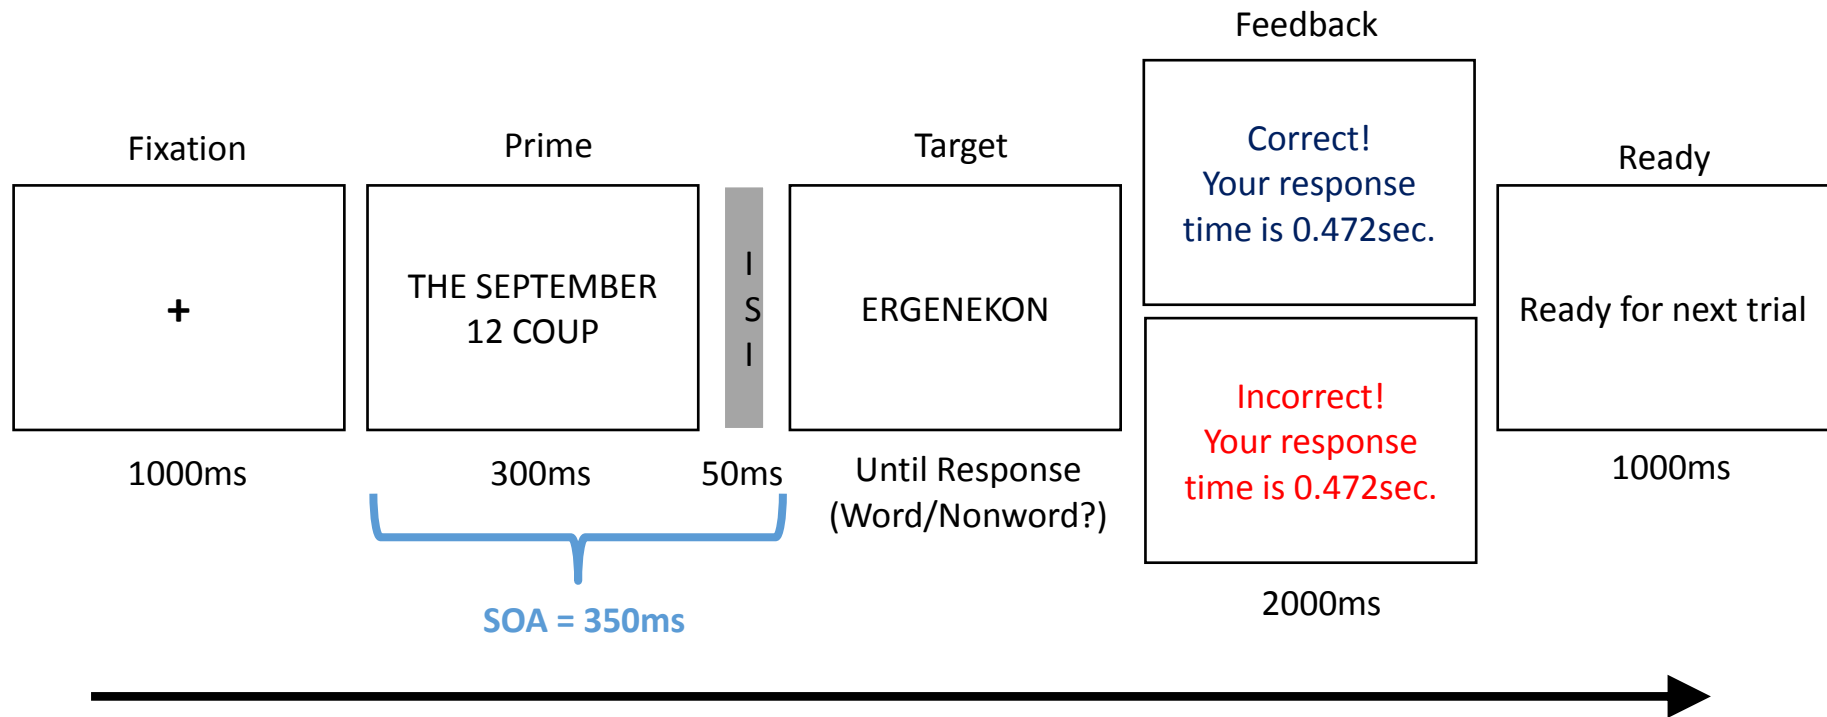 Fixation
+
1000ms
Prime
THE SEPTEMBER
12 COUP
300ms
I
S
I
50ms
SOA = 350ms
Target
ERGENEKON
Until Response
(Word/Nonword?)
Feedback
Correct!
Your response
time is 0.472sec.
Incorrect!
Your response
time is 0.472sec.
2000ms
Ready
Ready for next trial
1000ms